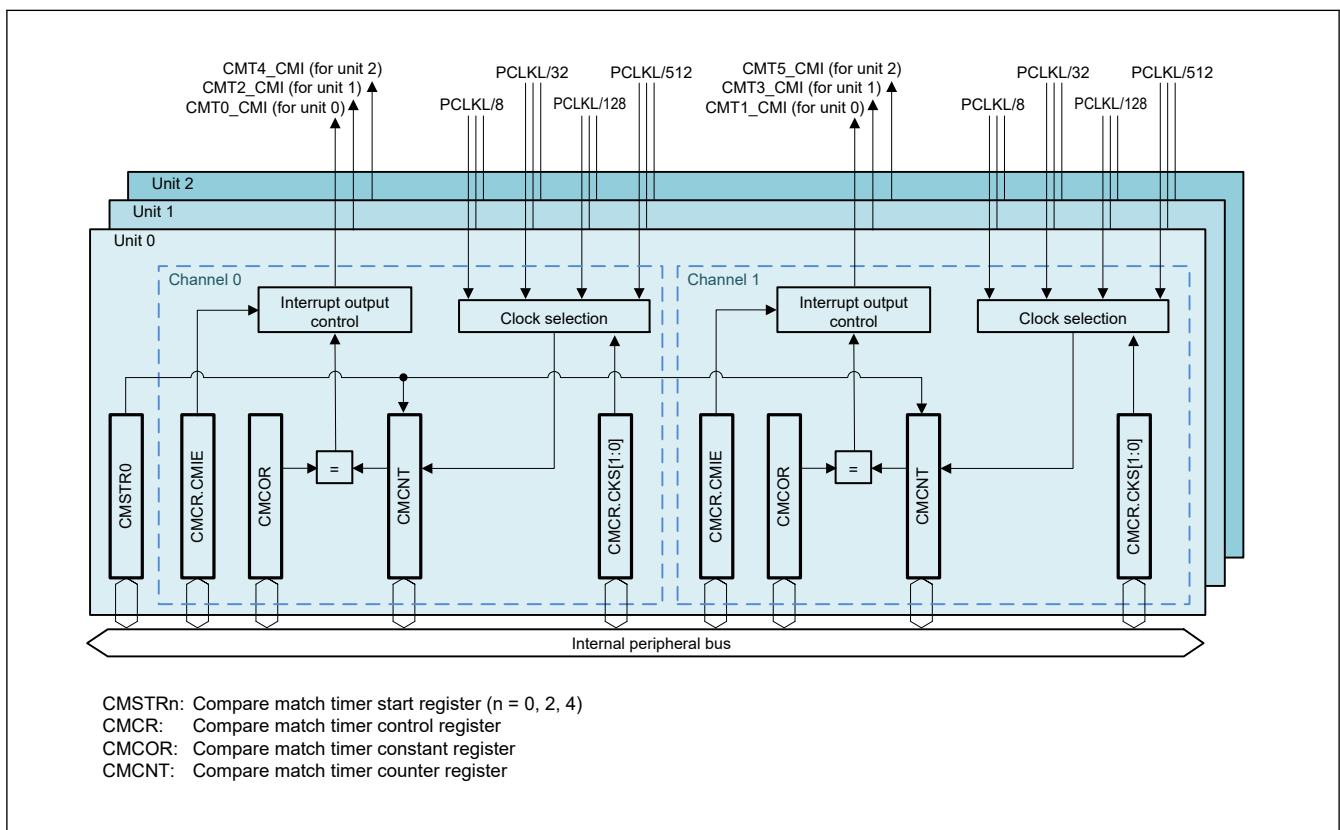 CMT4_CMI (for unit 2)
CMT2_CMI (for unit 1)
CMT0_CMI (for unit 0)
PCLKL/32
PCLKL/512
PCLKL/8
PCLKL/128
CMT5_CMI (for unit 2)
CMT3_CMI (for unit 1)
CMT1_CMI (for unit 0)
PCLKL/32
PCLKL/512
PCLKL/8
PCLKL/128
Unit 2
Unit 1
Unit 0
Channel 0
Interrupt output
control
Clock selection
CMSTR0
CMCR.CMIE
CMCOR
=
CMCNT
CMCR.CKS[1:0]
Channel 1
Interrupt output
control
Clock selection
CMCR.CMIE
CMCOR
=
CMCNT
CMCR.CKS[1:0]
Internal peripheral bus
CMSTRn: Compare match timer start register (n = 0, 2, 4)
CMCR: Compare match timer control register
CMCOR: Compare match timer constant register
CMCNT: Compare match timer counter register